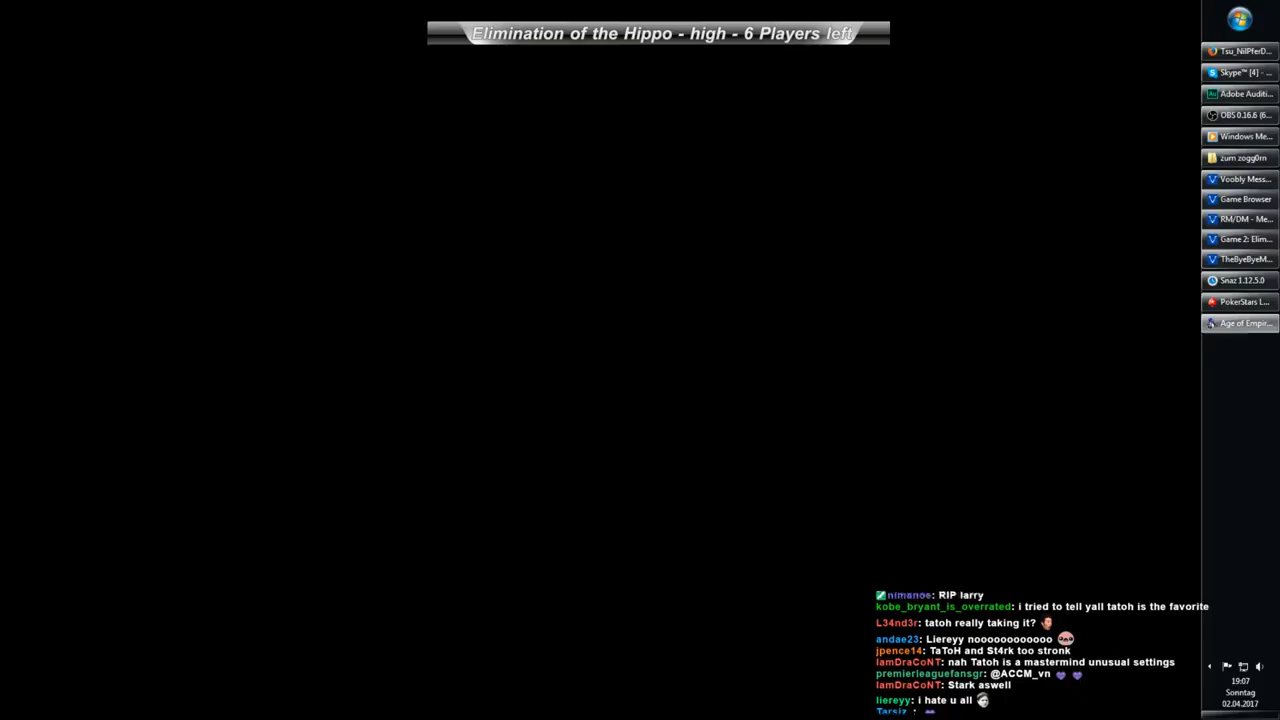 Elimination of the Hippo - high - 6 Players left
Tsu_NilPferD...
Skype™ [4] - ...
Adobe Auditi...
OBS 0.16.6 (6...
Windows Me...
zum zogg0rn
Voobly Mess...
Game Browser
RM/DM - Me...
Game 2: Elim...
TheByeByeM...
Snaz 1.12.5.0
PokerStars L...
Age of Empir...
nimanoe: RIP larry
kobe_bryant_is_overrated: i tried to tell yall tatoh is the favorite
L34nd3r: tatoh really taking it?
andae23: Liereyy noooooooooooo
jpence14: TaToH and St4rk too stronk
IamDraCoNT: nah Tatoh is a mastermind unusual settings
premierleaguefansgr: @ACCM_vn
IamDraCoNT: Stark aswell
liereyy: i hate u all
Tarsiz :
19:07
Sonntag
02.04.2017